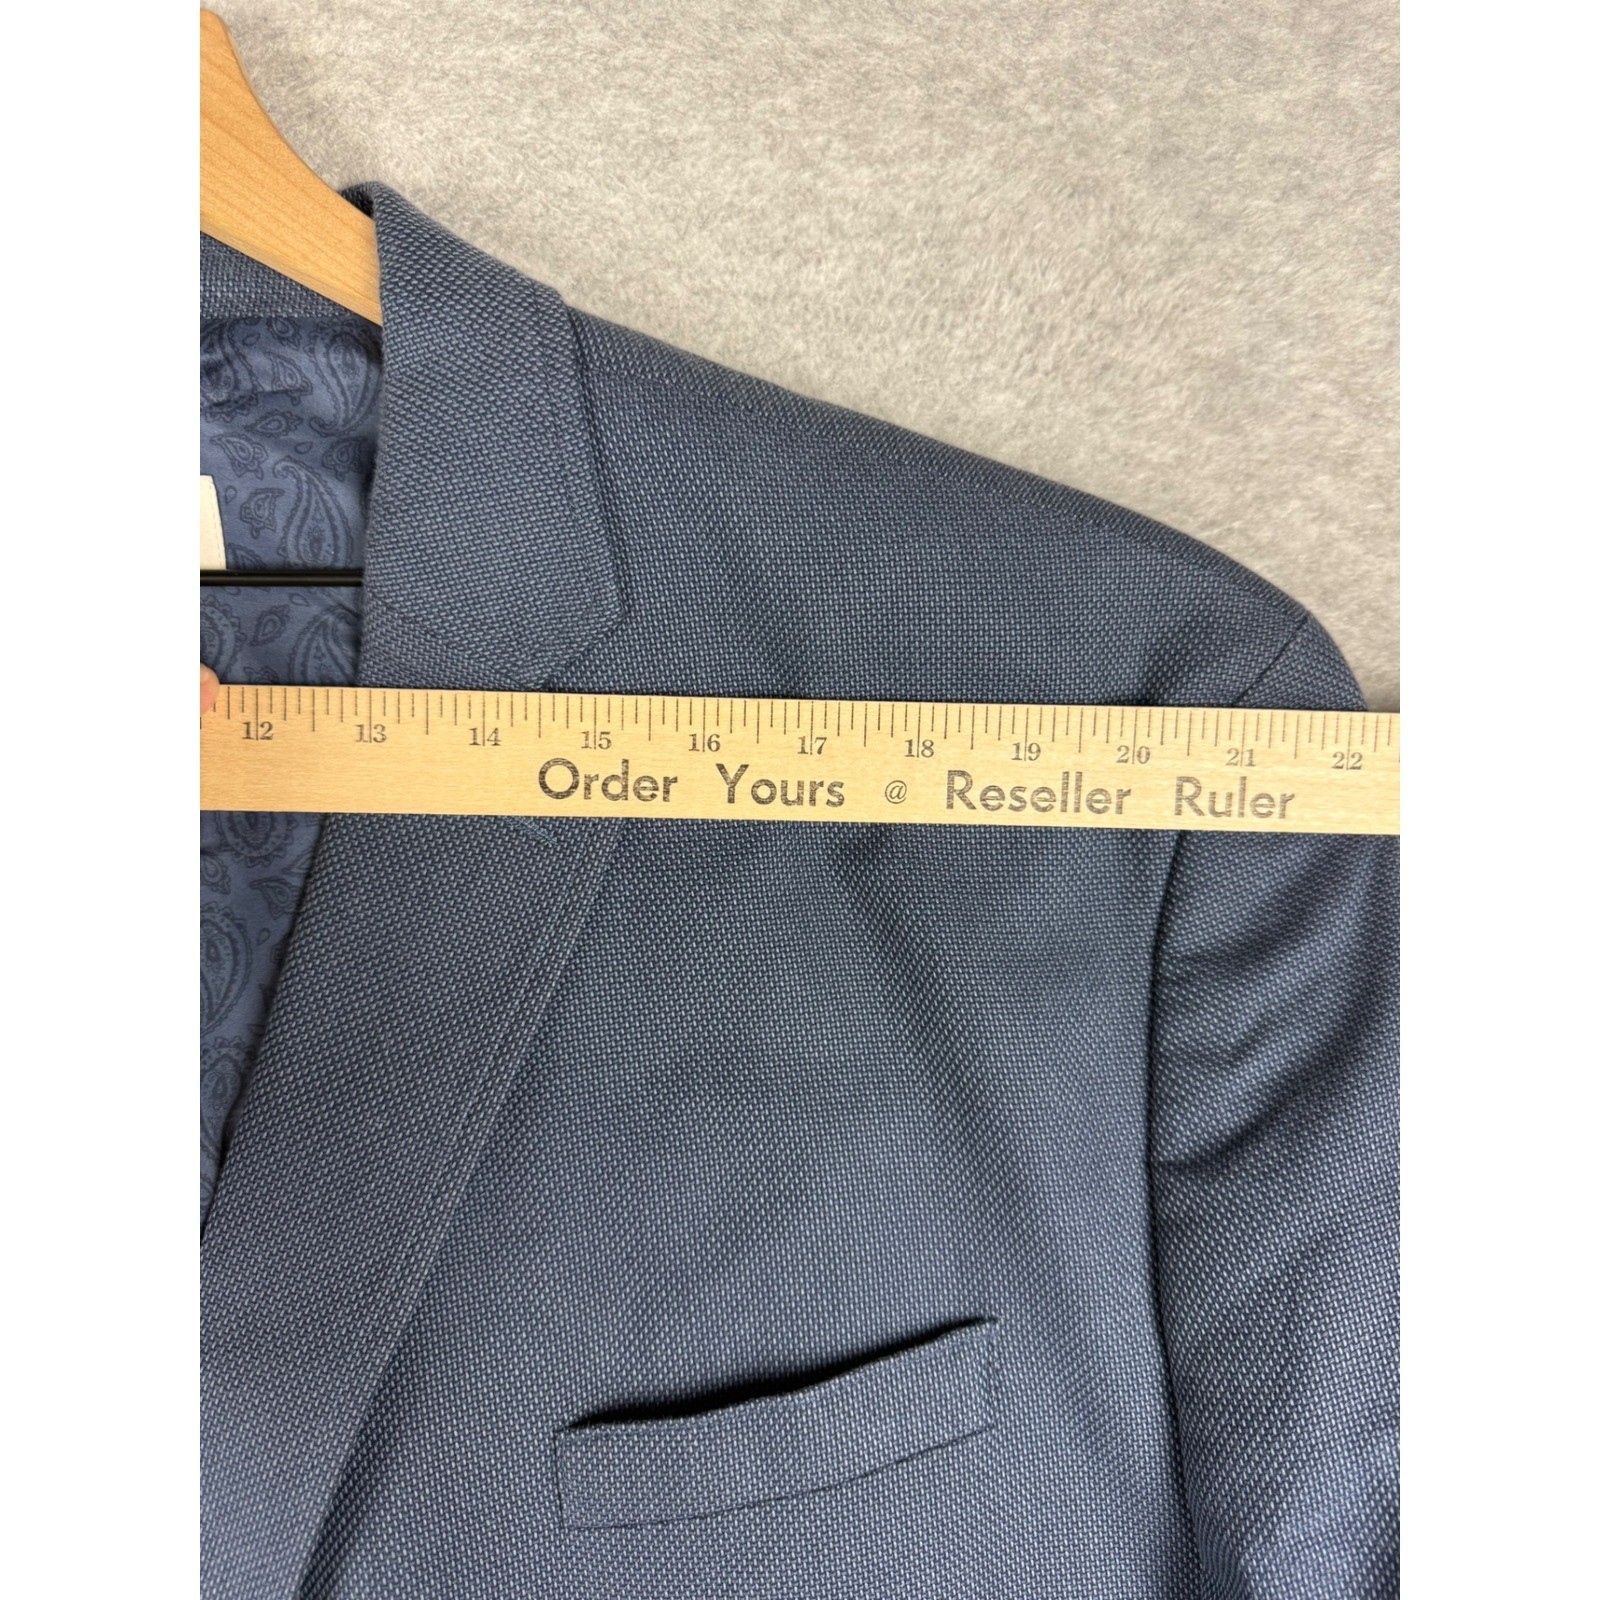 12 13 14 15 16 17 18 19 20 21 22
Order Yours @ Reseller Ruler